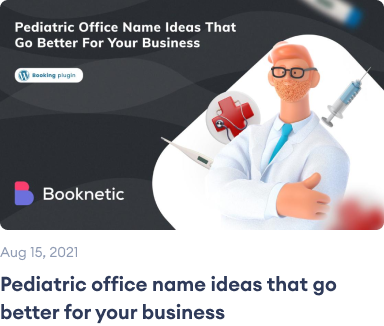 Pediatric Office Name Ideas That
Go Better For Your Business
Booking plugin
Booknetic
Aug 15, 2021
Pediatric office name ideas that go
better for your business